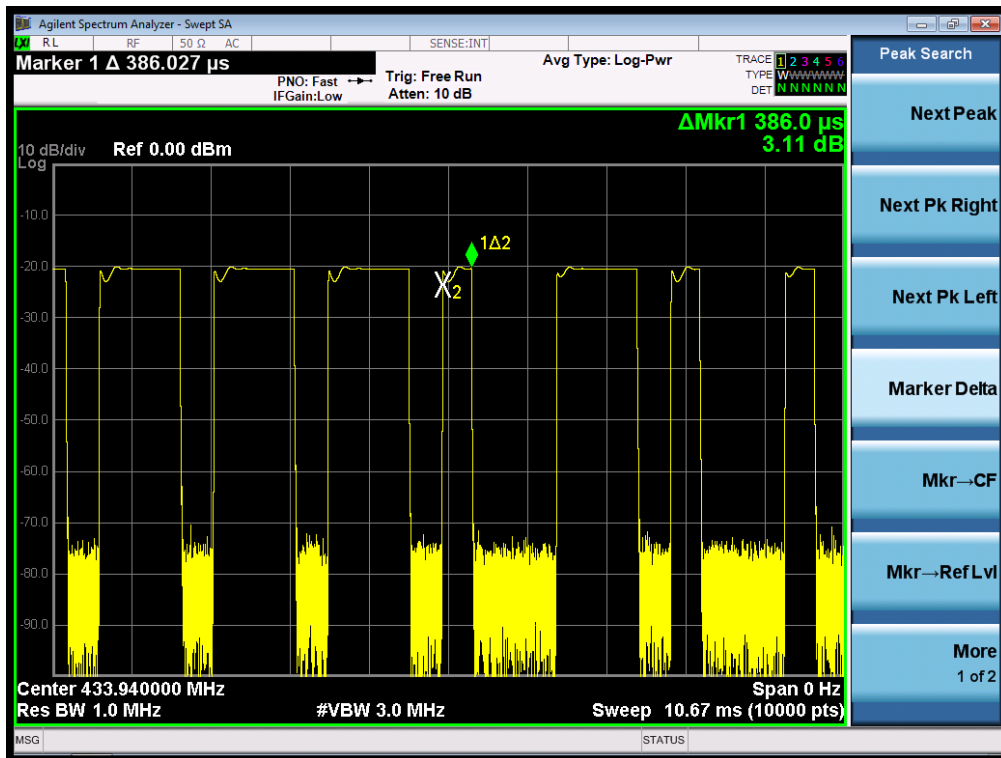 Agilent Spectrum Analyzer - Swept SA
LXI RL RF 50 Ω AC SENSE:INT
Marker 1 Δ 386.027 μs
PNO: Fast
IFGain:Low
Trig: Free Run
Atten: 10 dB
Avg Type: Log-Pwr
TRACE 1 2 3 4 5 6
TYPE WWWWWW
DET N N N N N N
ΔMkr1 386.0 μs
3.11 dB
10 dB/div Ref 0.00 dBm
Log
-10.0
-20.0
-30.0
-40.0
-50.0
-60.0
-70.0
-80.0
-90.0
1Δ2
X2
Center 433.940000 MHz
Span 0 Hz
Res BW 1.0 MHz
#VBW 3.0 MHz
Sweep 10.67 ms (10000 pts)
MSG
STATUS
Peak Search
Next Peak
Next Pk Right
Next Pk Left
Marker Delta
Mkr→CF
Mkr→Ref Lvl
More
1 of 2